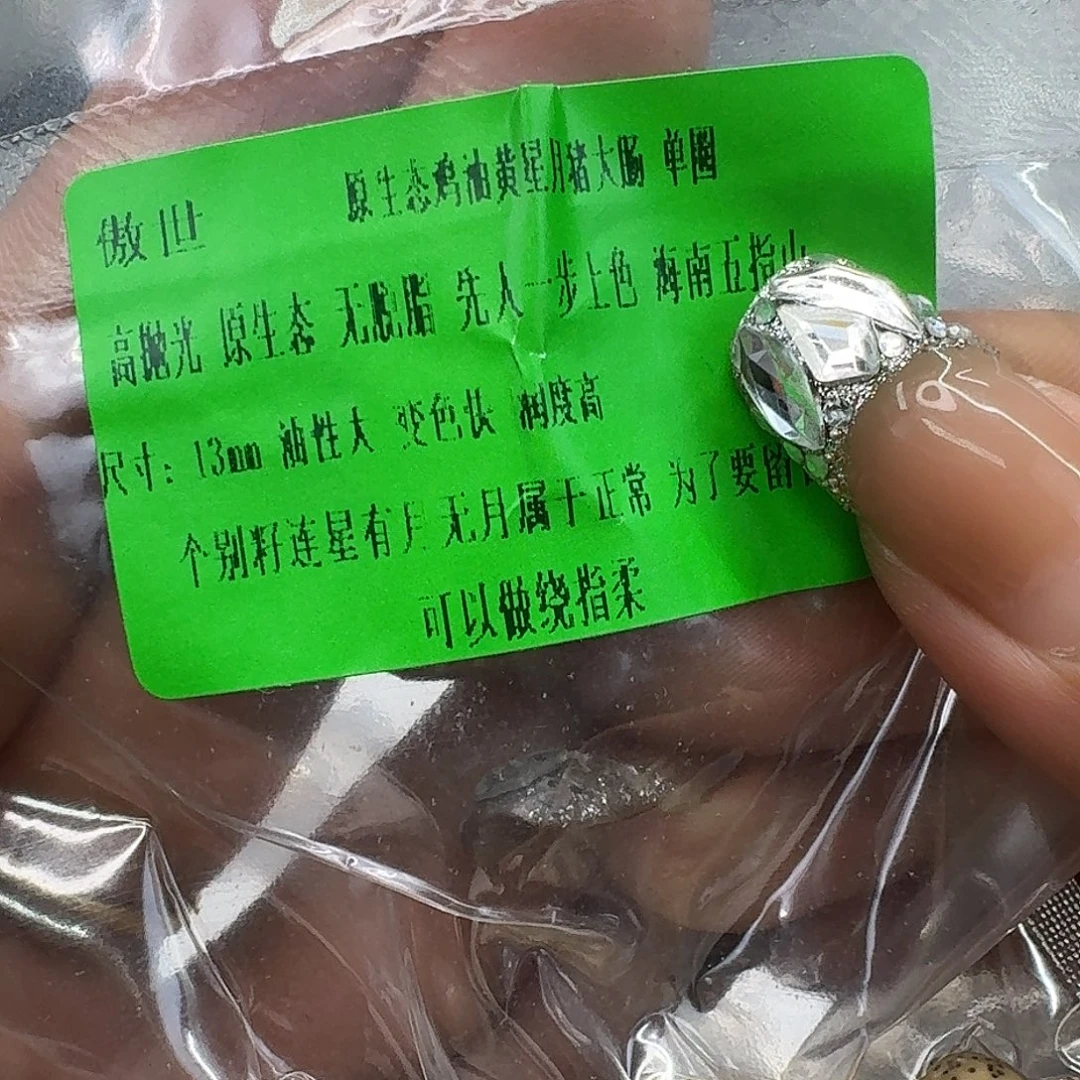 原生态鸡油黄星月猪大肠 单圈
傲世
高抛光 原生态 无脱脂 先人一步上色 海南五指山
尺寸：13mm 油性大 变色快 润度高
个别籽连星有月 无月属于正常 为了要留
可以做绕指柔